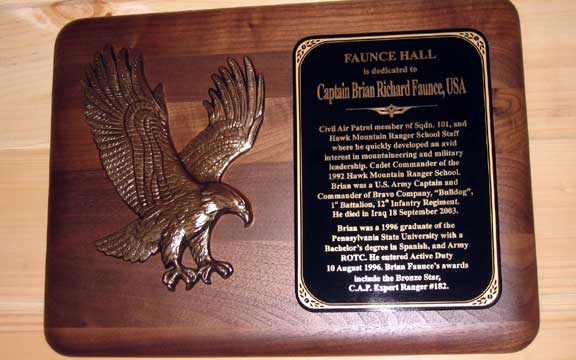 FAUNCE HALL
is dedicated to
Captain Brian Richard Faunce, USA
Civil Air Patrol member of Sqdn. 101, and
Hawk Mountain Ranger School Staff
where he quickly developed an avid
interest in mountaineering and military
leadership. Cadet Commander of the
1992 Hawk Mountain Ranger School.
Brian was a U.S. Army Captain and
Commander of Bravo Company, "Bulldog",
1st Battalion, 12th Infantry Regiment.
He died in Iraq 18 September 2003.
Brian was a 1996 graduate of the
Pennsylvania State University with a
Bachelor's degree in Spanish, and Army
ROTC. He entered Active Duty
10 August 1996. Brian Faunce's awards
include the Bronze Star,
C.A.P. Expert Ranger #182.